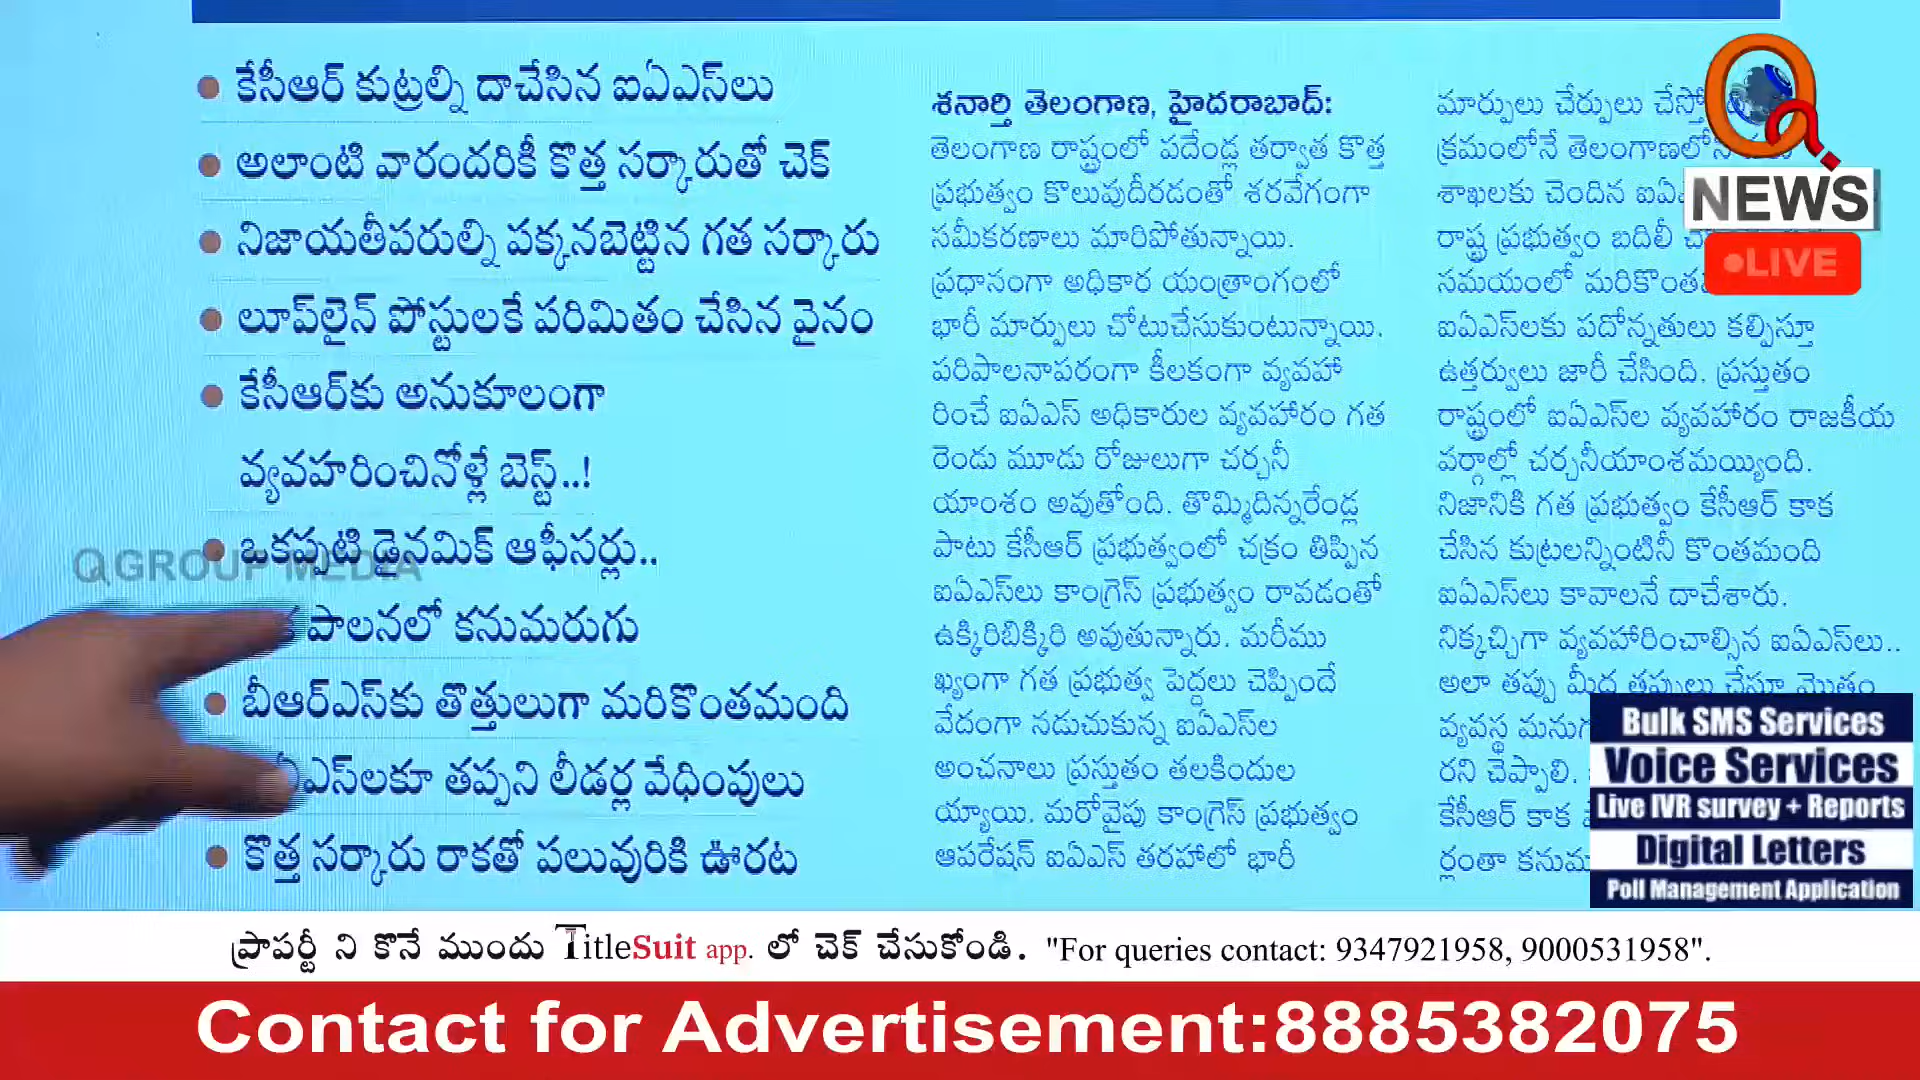 • కేసీఆర్ కుట్రల్ని దాచేసిన ఐఏఎస్‌లు
• అలాంటి వారందరికీ కొత్త సర్కారుతో చెక్
• నిజాయతీపరుల్ని పక్కనబెట్టిన గత సర్కారు
• లూప్‌లైన్ పోస్టులకే పరిమితం చేసిన వైనం
• కేసీఆర్‌కు అనుకూలంగా
వ్యవహరించినోళ్లే బెస్ట్..!
• ఒకప్పటి డైనమిక్ ఆఫీసర్లు..
పాలనలో కనుమరుగు
• బీఆర్ఎస్‌కు తొత్తులుగా మరికొంతమంది
తప్పని లీడర్ల వేధింపులు
• కొత్త సర్కారు రాకతో పలువురికి ఊరట
Q GROUP MEDIA
శనార్తి తెలంగాణ, హైదరాబాద్:
తెలంగాణ రాష్ట్రంలో పదేండ్ల తర్వాత కొత్త
ప్రభుత్వం కొలువుదీరడంతో శరవేగంగా
సమీకరణాలు మారిపోతున్నాయి.
ప్రధానంగా అధికార యంత్రాంగంలో
భారీ మార్పులు చోటుచేసుకుంటున్నాయి.
పరిపాలనాపరంగా కీలకంగా వ్యవహా
రించే ఐఏఎస్ అధికారుల వ్యవహారం గత
రెండు మూడు రోజులుగా చర్చనీ
యాంశం అవుతోంది. తొమ్మిదిన్నరేండ్ల
పాటు కేసీఆర్ ప్రభుత్వంలో చక్రం తిప్పిన
ఐఏఎస్‌లు కాంగ్రెస్ ప్రభుత్వం రావడంతో
ఉక్కిరిబిక్కిరి అవుతున్నారు. మరీము
ఖ్యంగా గత ప్రభుత్వ పెద్దలు చెప్పిందే
వేదంగా నడుచుకున్న ఐఏఎస్‌ల
అంచనాలు ప్రస్తుతం తలకిందుల
య్యాయి. మరోవైపు కాంగ్రెస్ ప్రభుత్వం
ఆపరేషన్ ఐఏఎస్ తరహాలో భారీ
మార్పులు చేర్పులు
క్రమంలోనే
శాఖలకు చెందిన
రాష్ట్ర ప్రభుత్వం బదిలీ
సమయంలో
ఐఏఎస్‌లకు పదోన్నతులు కల్పిస్తూ
ఉత్తర్వులు జారీ చేసింది. ప్రస్తుతం
రాష్ట్రంలో ఐఏఎస్‌ల వ్యవహారం రాజకీయ
వర్గాల్లో చర్చనీయాంశమయ్యింది.
నిజానికి గత ప్రభుత్వం కేసీఆర్ కాక
చేసిన కుట్రలన్నింటినీ కొంతమంది
ఐఏఎస్‌లు కావాలనే దాచేశారు.
నిక్కచ్చిగా వ్యవహారించాల్సిన ఐఏఎస్‌లు..
అలా తప్పు మీద తప్పులు చేస్తూ మొత్తం
వ్యవస్థ
రని చెప్పాలి.
కేసీఆర్ కాక
Q
NEWS
LIVE
Bulk SMS Services
Voice Services
Live IVR survey + Reports
Digital Letters
Poll Management Application
ప్రాపర్టీ ని కొనే ముందు TitleSuit app. లో చెక్ చేసుకోండి. "For queries contact: 9347921958, 9000531958".
Contact for Advertisement:8885382075